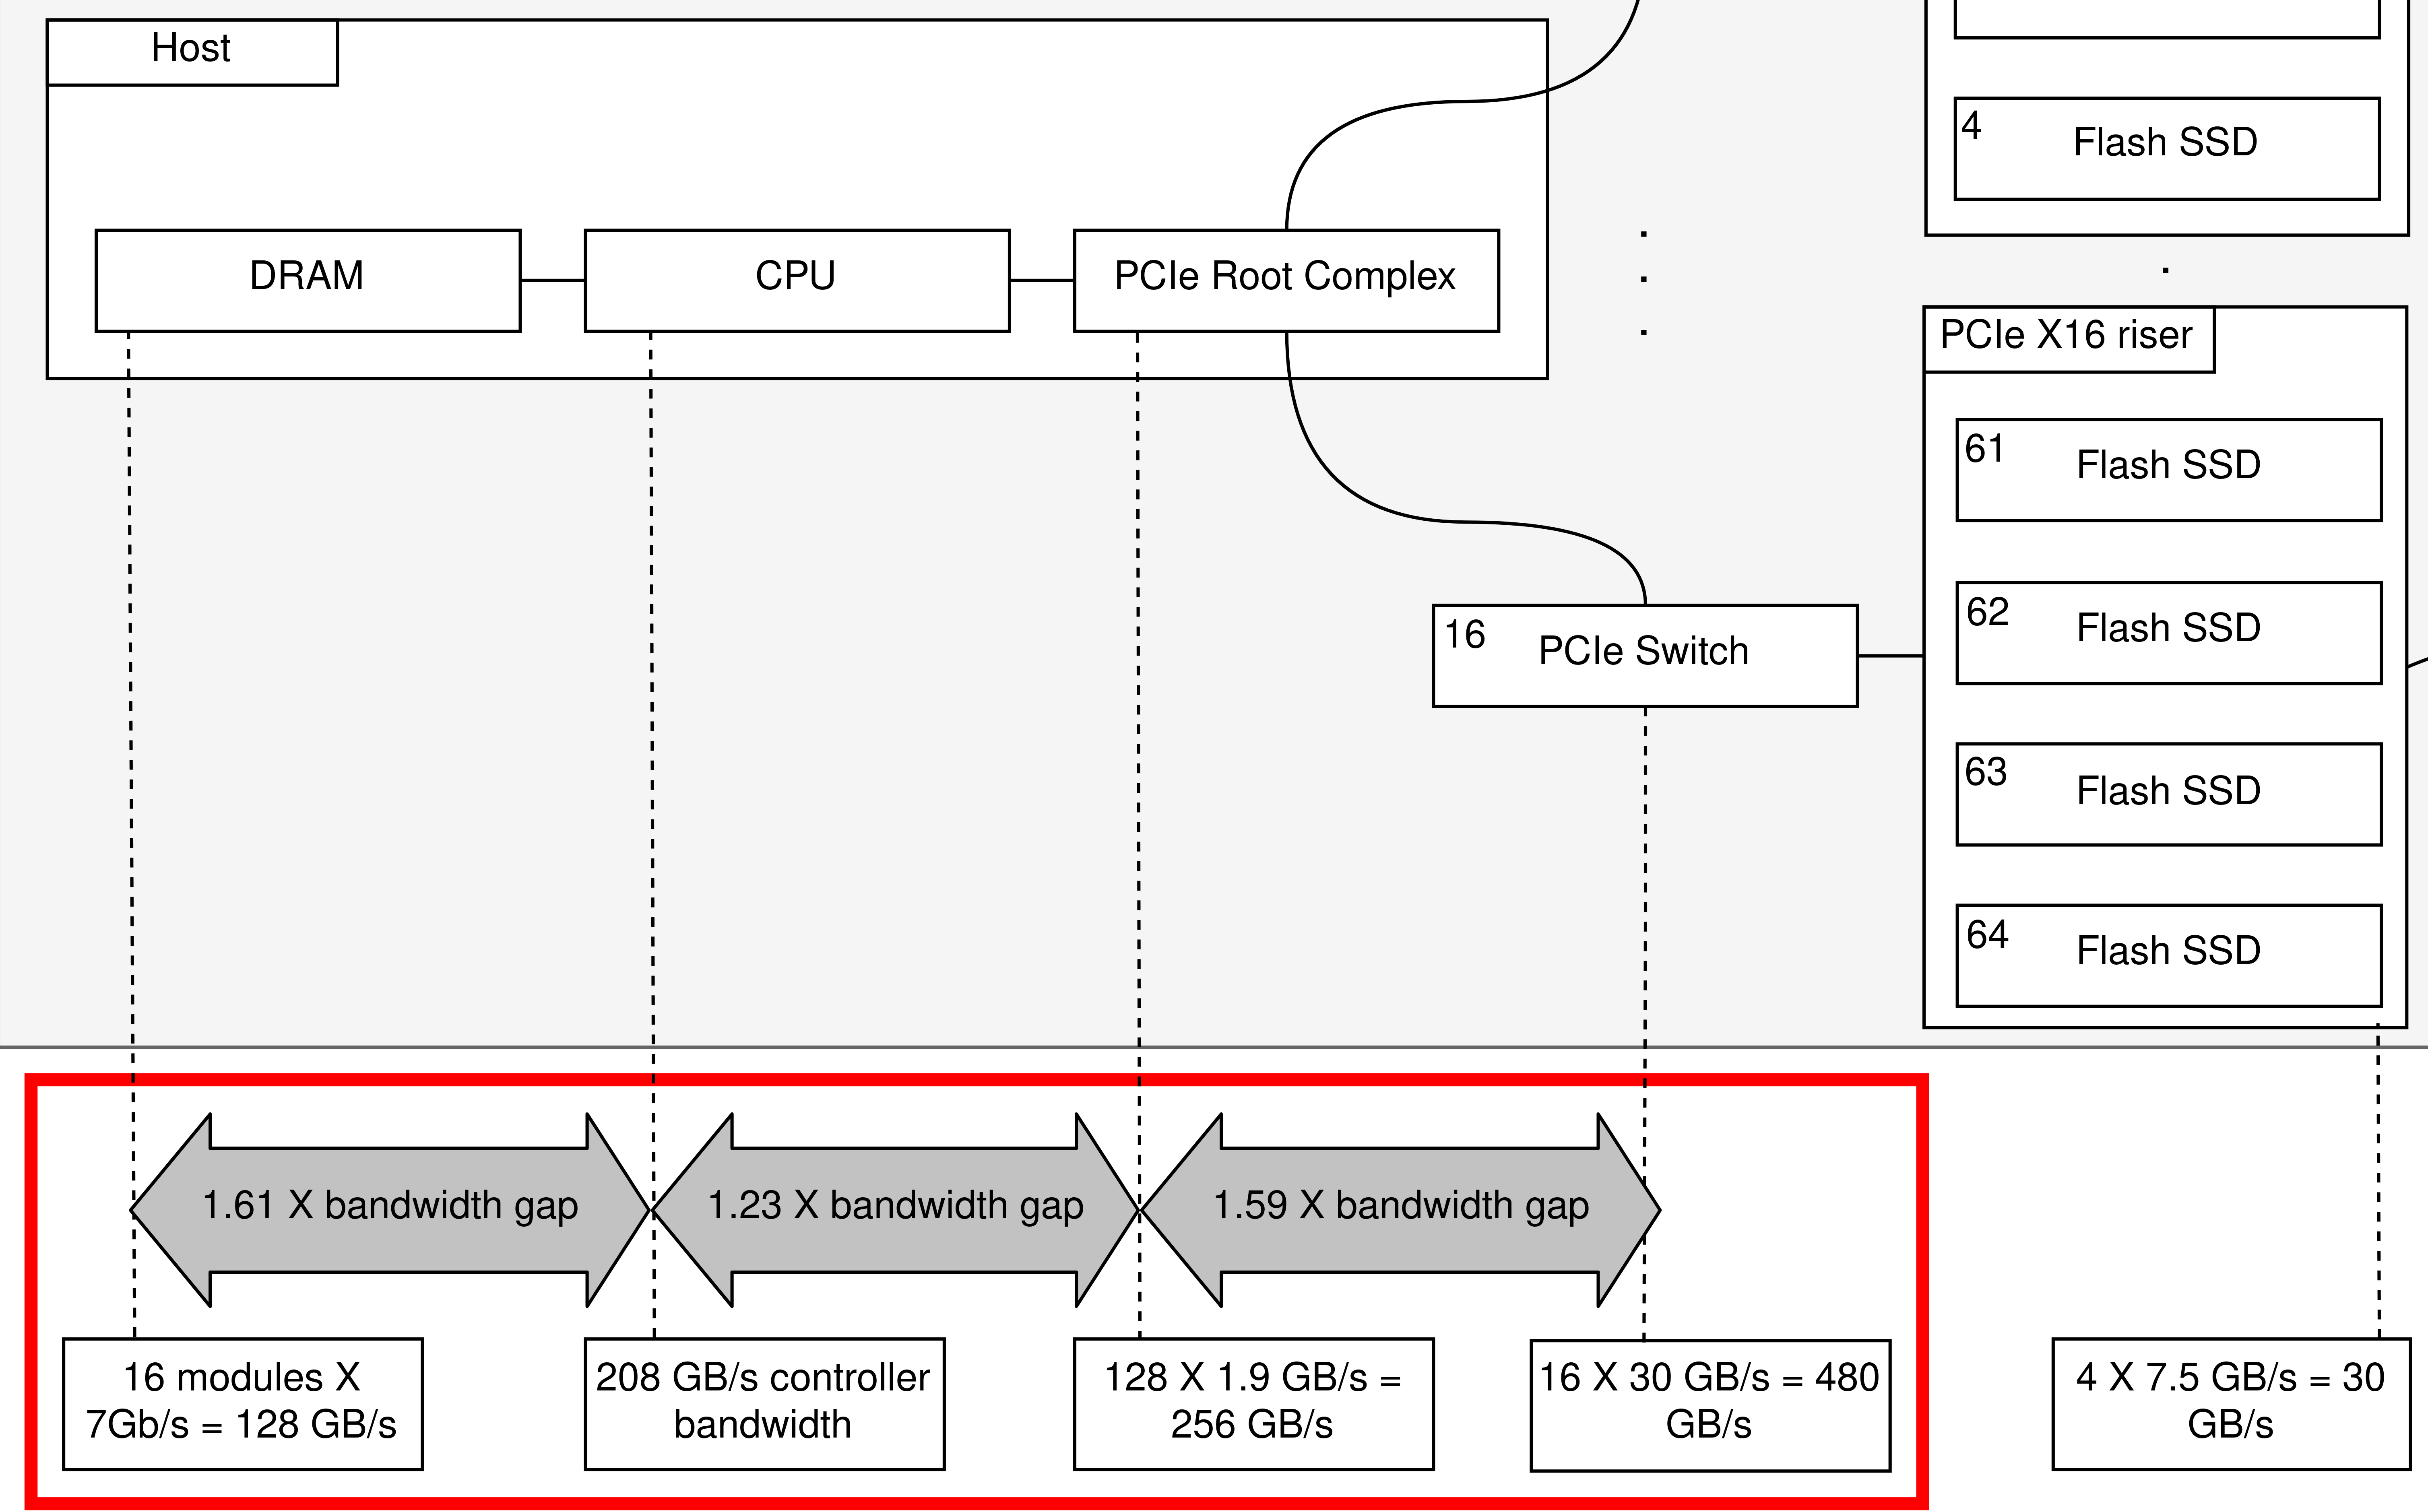 Host
DRAM
CPU
PCIe Root Complex
4
Flash SSD
PCIe X16 riser
61
Flash SSD
62
Flash SSD
63
Flash SSD
64
Flash SSD
16
PCIe Switch
1.61 X bandwidth gap
1.23 X bandwidth gap
1.59 X bandwidth gap
16 modules X
7Gb/s = 128 GB/s
208 GB/s controller
bandwidth
128 X 1.9 GB/s =
256 GB/s
16 X 30 GB/s = 480
GB/s
4 X 7.5 GB/s = 30
GB/s